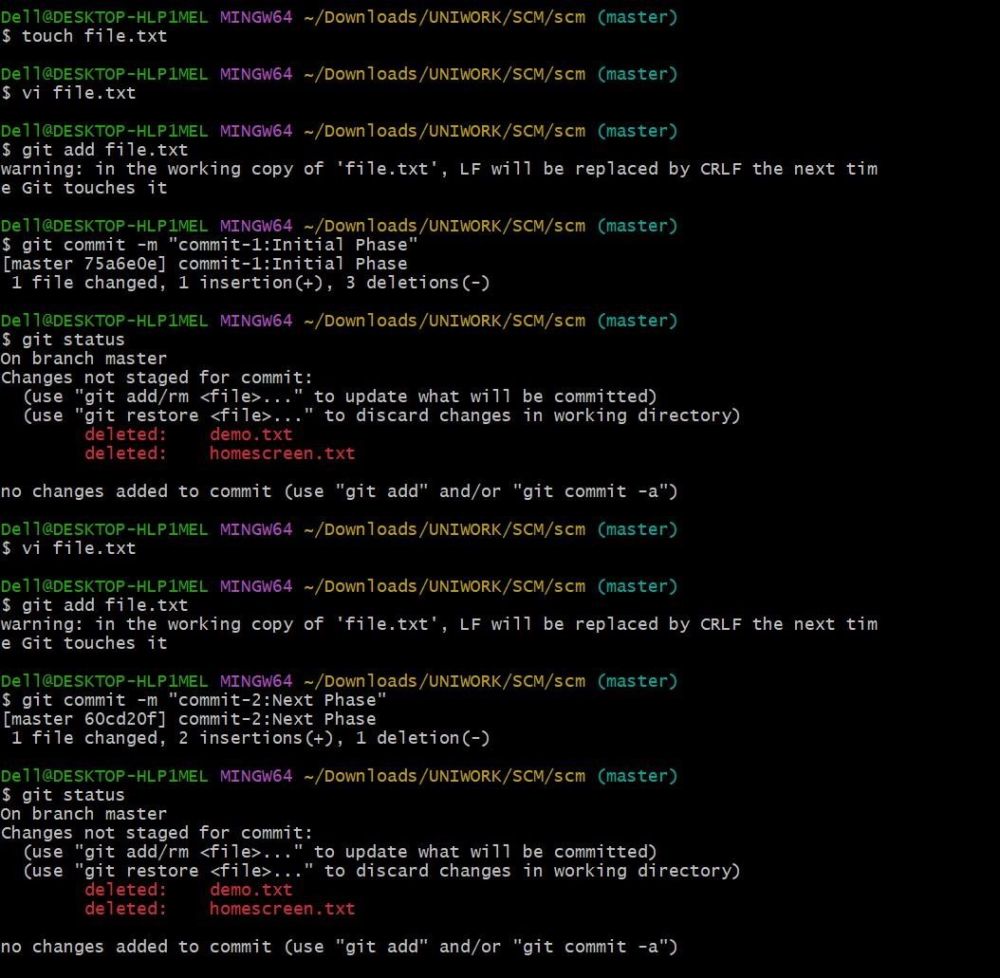 Dell@DESKTOP-HLP1MEL MINGW64 ~/Downloads/UNIWORK/SCM/scm (master)
$ touch file.txt
Dell@DESKTOP-HLP1MEL MINGW64 ~/Downloads/UNIWORK/SCM/scm (master)
$ vi file.txt
Dell@DESKTOP-HLP1MEL MINGW64 ~/Downloads/UNIWORK/SCM/scm (master)
$ git add file.txt
warning: in the working copy of 'file.txt', LF will be replaced by CRLF the next tim
e Git touches it
Dell@DESKTOP-HLP1MEL MINGW64 ~/Downloads/UNIWORK/SCM/scm (master)
$ git commit -m "commit-1:Initial Phase"
[master 75a6e0e] commit-1:Initial Phase
 1 file changed, 1 insertion(+), 3 deletions(-)
Dell@DESKTOP-HLP1MEL MINGW64 ~/Downloads/UNIWORK/SCM/scm (master)
$ git status
On branch master
Changes not staged for commit:
  (use "git add/rm <file>..." to update what will be committed)
  (use "git restore <file>..." to discard changes in working directory)
        deleted:    demo.txt
        deleted:    homescreen.txt
no changes added to commit (use "git add" and/or "git commit -a")
Dell@DESKTOP-HLP1MEL MINGW64 ~/Downloads/UNIWORK/SCM/scm (master)
$ vi file.txt
Dell@DESKTOP-HLP1MEL MINGW64 ~/Downloads/UNIWORK/SCM/scm (master)
$ git add file.txt
warning: in the working copy of 'file.txt', LF will be replaced by CRLF the next tim
e Git touches it
Dell@DESKTOP-HLP1MEL MINGW64 ~/Downloads/UNIWORK/SCM/scm (master)
$ git commit -m "commit-2:Next Phase"
[master 60cd20f] commit-2:Next Phase
 1 file changed, 2 insertions(+), 1 deletion(-)
Dell@DESKTOP-HLP1MEL MINGW64 ~/Downloads/UNIWORK/SCM/scm (master)
$ git status
On branch master
Changes not staged for commit:
  (use "git add/rm <file>..." to update what will be committed)
  (use "git restore <file>..." to discard changes in working directory)
        deleted:    demo.txt
        deleted:    homescreen.txt
no changes added to commit (use "git add" and/or "git commit -a")